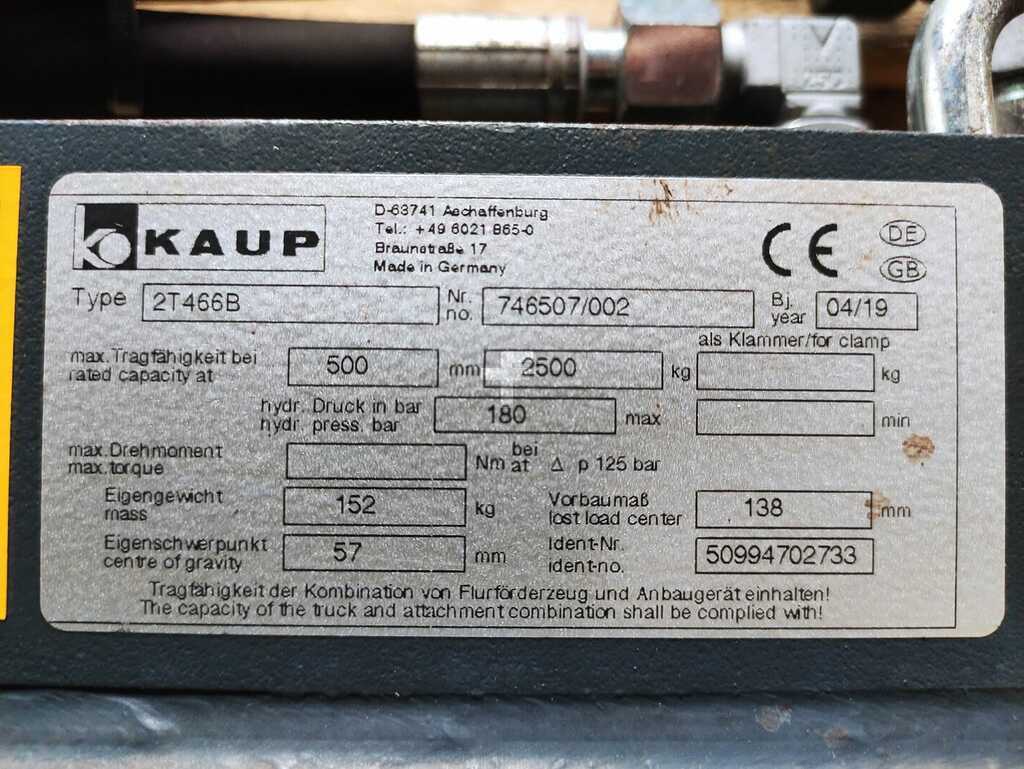 KAUP
D-63741 Aschaffenburg
Tel.: +49 6021 865-0
Braunstraße 17
Made in Germany
CE
DE
GB
Type 2T466B Nr. no. 746507/002 Bj. year 04/19
als Klammer/for clamp
max. Tragfähigkeit bei
rated capacity at 500 mm 2500 kg kg
hydr. Druck in bar
hydr. press. bar 180 max min
max. Drehmoment
max. torque Nm bei at Δ p 125 bar
Eigengewicht
mass 152 kg
Vorbaumaß
lost load center 138 mm
Eigenschwerpunkt
centre of gravity 57 mm
Ident-Nr.
ident-no. 50994702733
Tragfähigkeit der Kombination von Flurförderzeug und Anbaugerät einhalten!
The capacity of the truck and attachment combination shall be complied with!